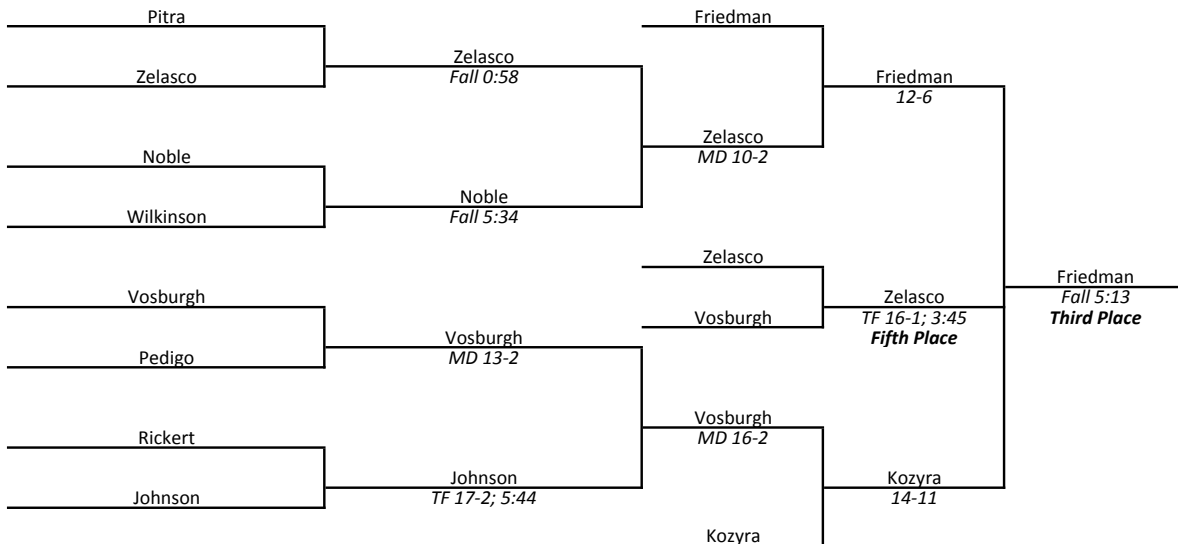 Pitra
Friedman
Zelasco
Fall 0:58
Zelasco
Friedman
12-6
Zelasco
MD 10-2
Noble
Noble
Fall 5:34
Wilkinson
Zelasco
Friedman
Fall 5:13
Third Place
Vosburgh
Zelasco
TF 16-1; 3:45
Fifth Place
Vosburgh
Vosburgh
MD 13-2
Pedigo
Vosburgh
MD 16-2
Rickert
Johnson
TF 17-2; 5:44
Kozyra
14-11
Johnson
Kozyra